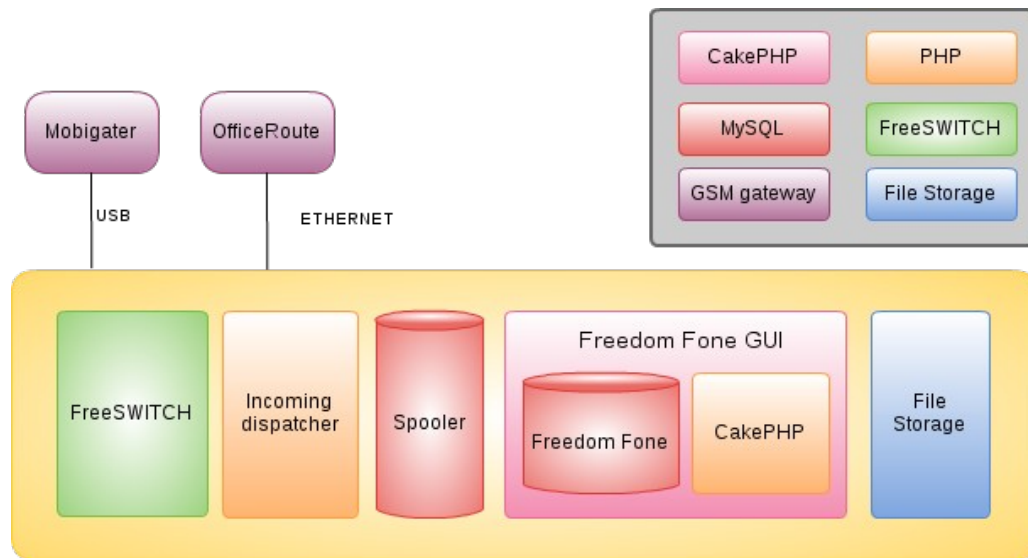 CakePHP
PHP
MySQL
FreeSWITCH
GSM gateway
File Storage
Mobigater
OfficeRoute
USB
ETHERNET
FreeSWITCH
Incoming
dispatcher
Spooler
Freedom Fone GUI
Freedom Fone
CakePHP
File
Storage